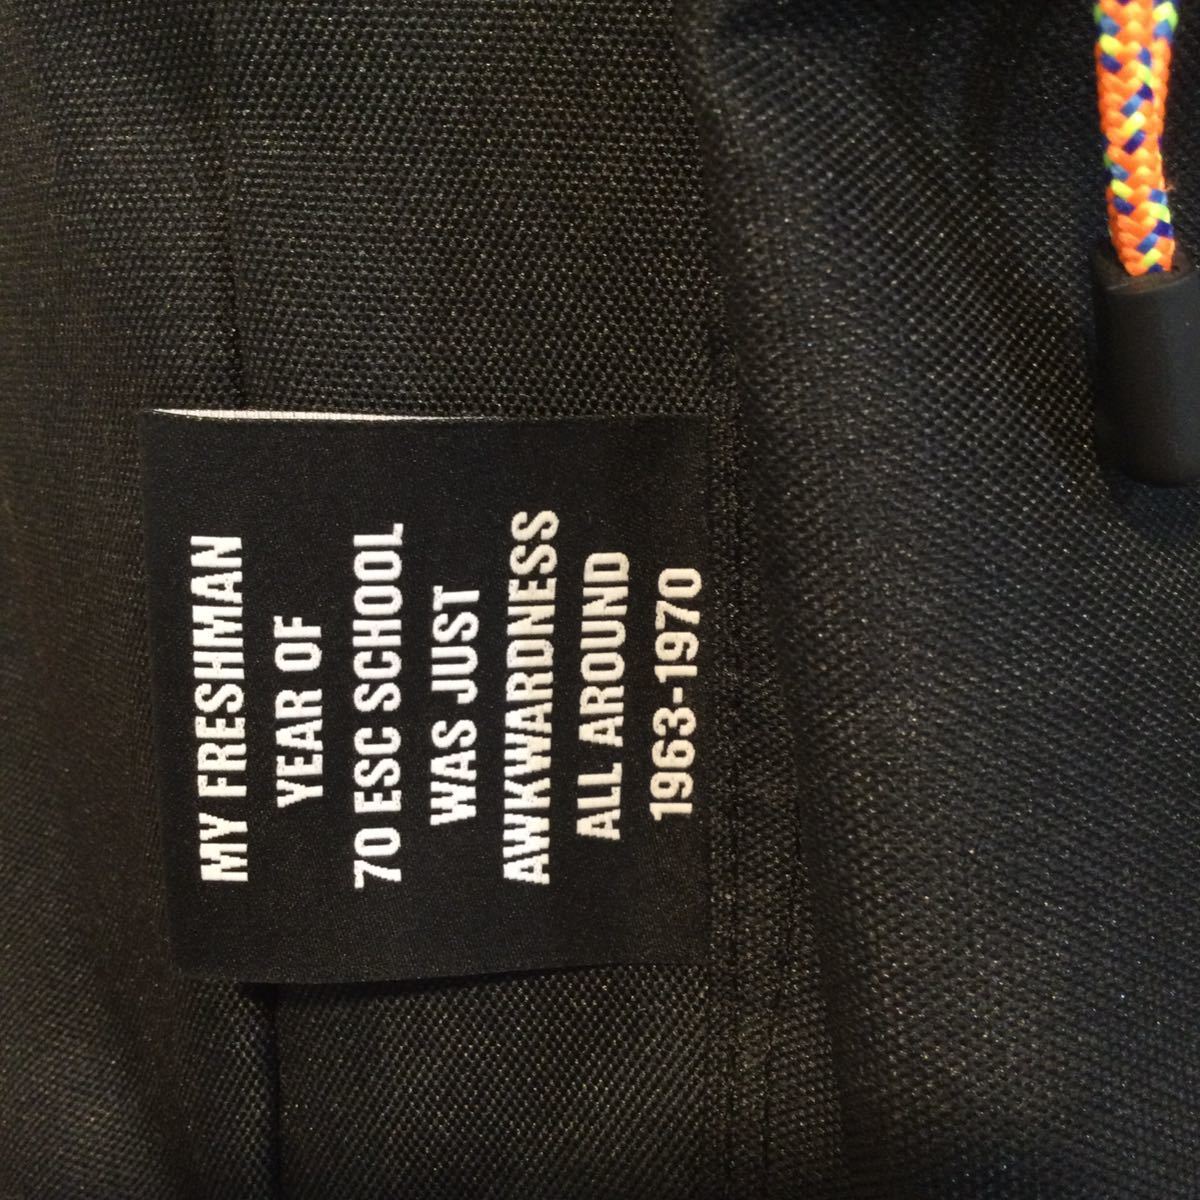 MY FRESHMAN
YEAR OF
70 ESC SCHOOL
WAS JUST
AWKWARDNESS
ALL AROUND
1963-1970